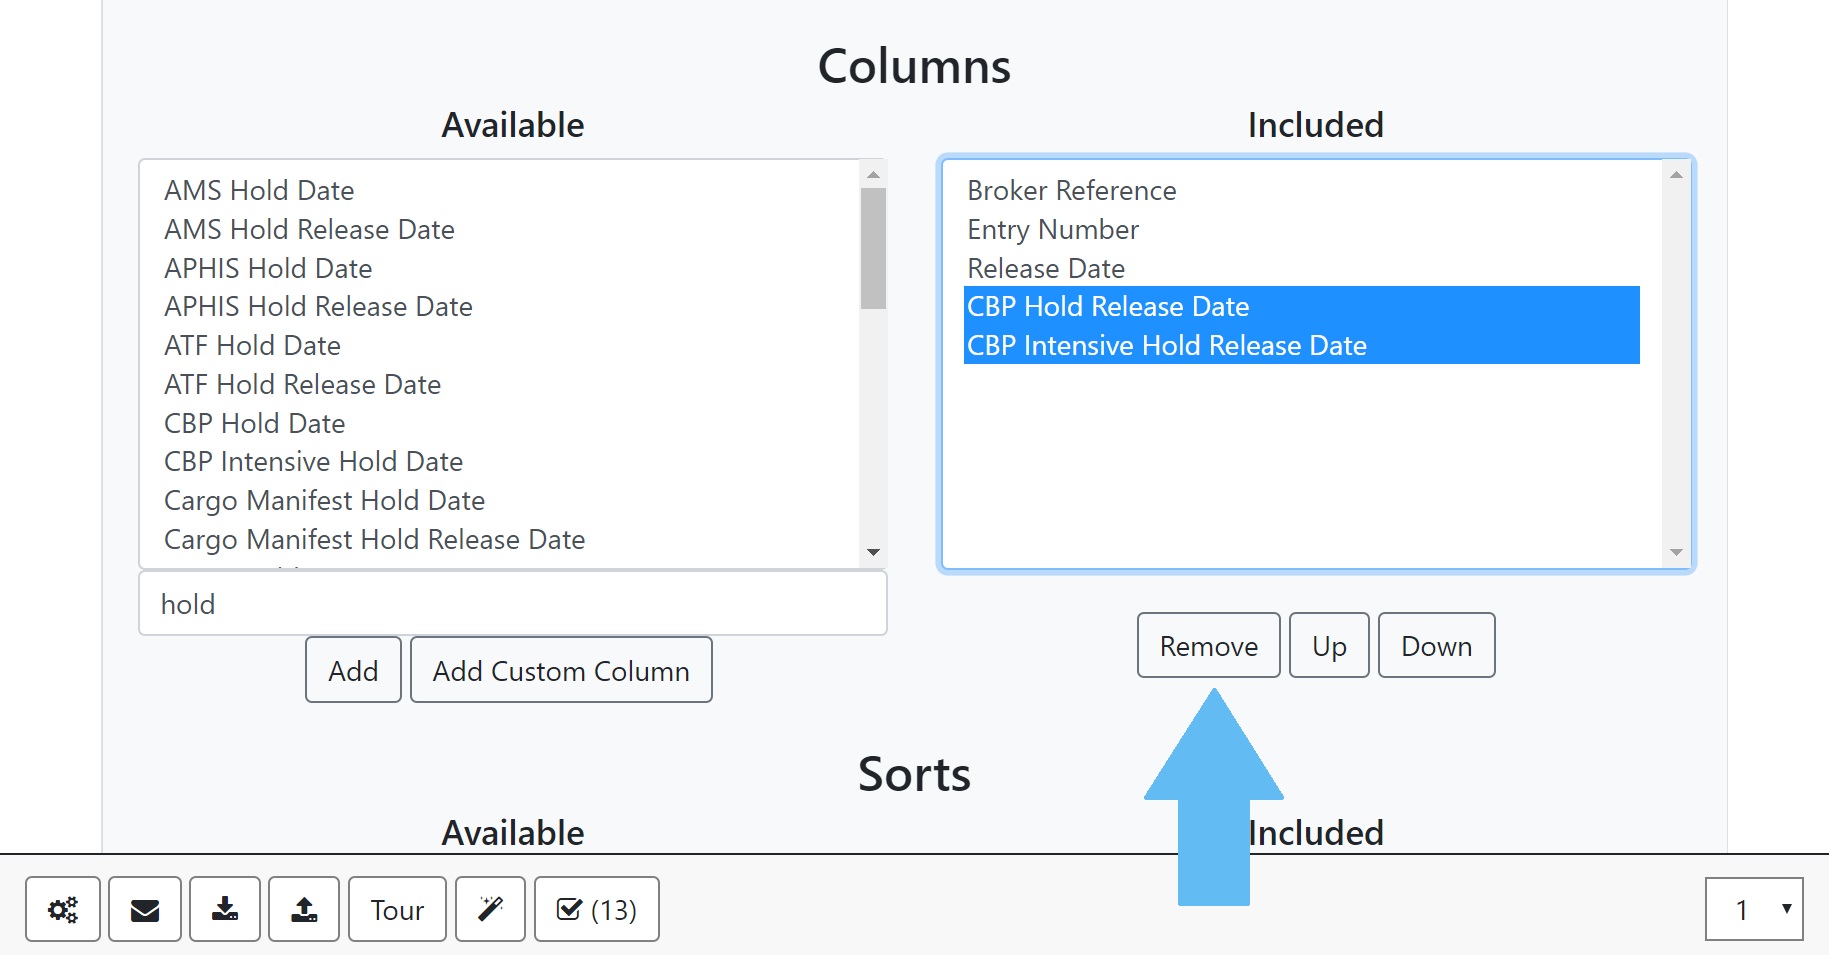 Columns
Available
Included
AMS Hold Date
AMS Hold Release Date
APHIS Hold Date
APHIS Hold Release Date
ATF Hold Date
ATF Hold Release Date
CBP Hold Date
CBP Intensive Hold Date
Cargo Manifest Hold Date
Cargo Manifest Hold Release Date
hold
Add
Add Custom Column
Broker Reference
Entry Number
Release Date
CBP Hold Release Date
CBP Intensive Hold Release Date
Remove
Up
Down
Sorts
Available
Included
Tour
(13)
1